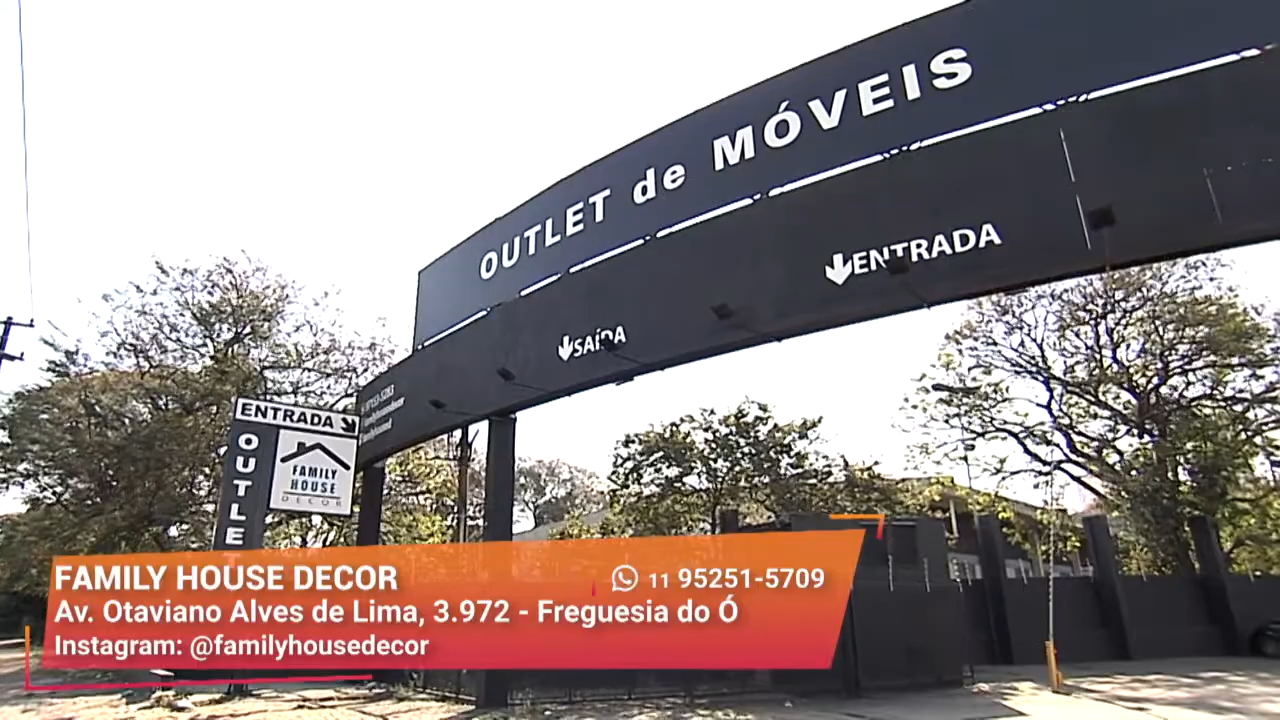 OUTLET de MÓVEIS
ENTRADA
SAÍDA
ENTRADA
OUTLE
FAMILY
HOUSE
DECOR
FAMILY HOUSE DECOR
11 95251-5709
Av. Otaviano Alves de Lima, 3.972 - Freguesia do Ó
Instagram: @familyhousedecor